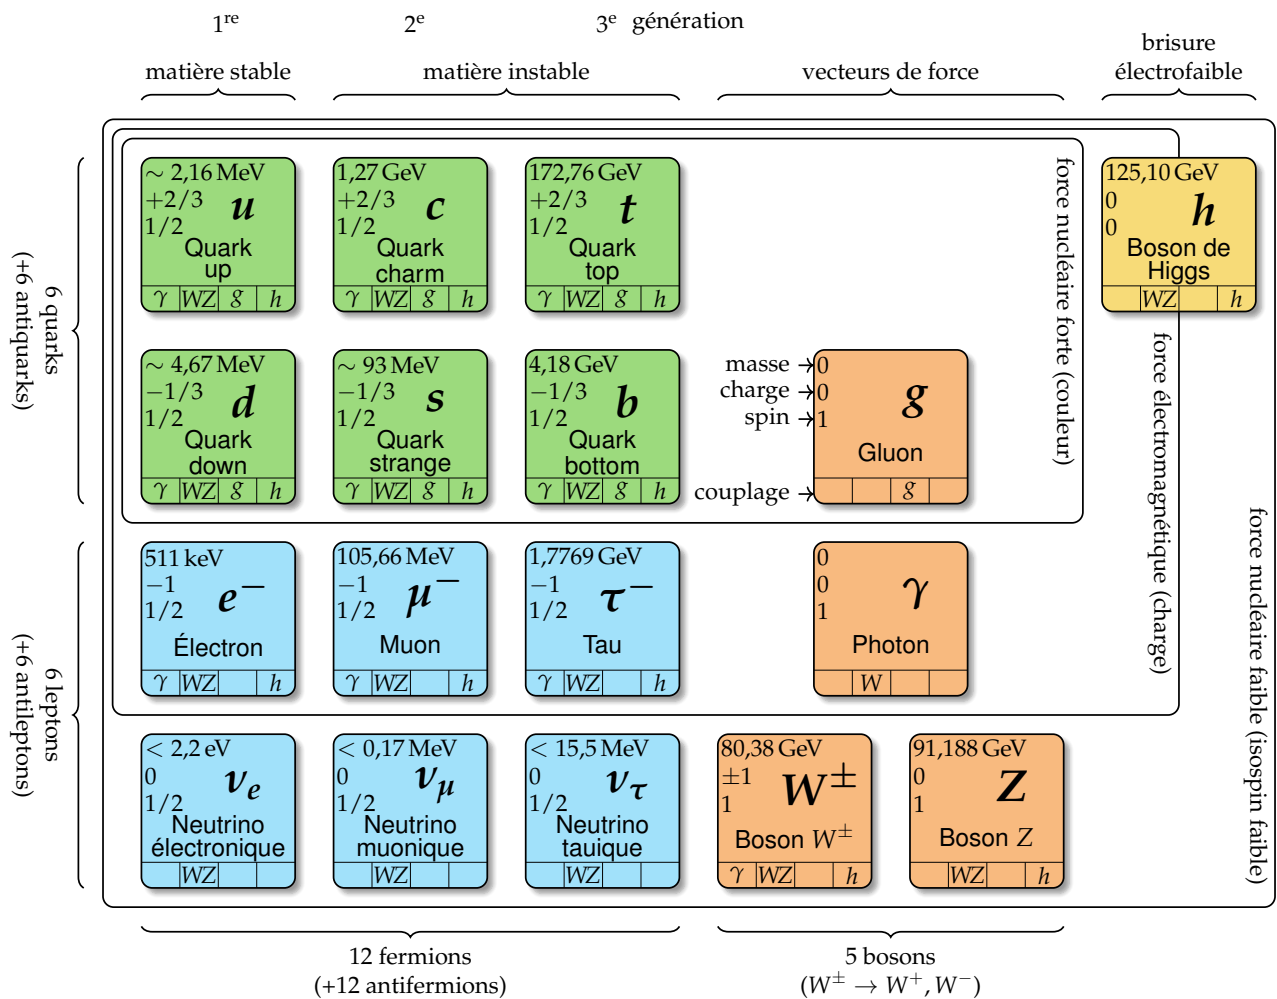 1re 2e 3e génération
matière stable
matière instable
vecteurs de force
brisure
électrofaible
6 quarks
(+6 antiquarks)
6 leptons
(+6 antileptons)
∼ 2,16 MeV
+2/3
1/2
u
Quark
up
γ WZ g h
1,27 GeV
+2/3
1/2
c
Quark
charm
γ WZ g h
172,76 GeV
+2/3
1/2
t
Quark
top
γ WZ g h
125,10 GeV
0
0
h
Boson de
Higgs
WZ h
∼ 4,67 MeV
−1/3
1/2
d
Quark
down
γ WZ g h
∼ 93 MeV
−1/3
1/2
s
Quark
strange
γ WZ g h
4,18 GeV
−1/3
1/2
b
Quark
bottom
γ WZ g h
masse
charge
spin
couplage
0
0
1
g
Gluon
g
force nucléaire forte (couleur)
511 keV
−1
1/2
e−
Électron
γ WZ h
105,66 MeV
−1
1/2
μ−
Muon
γ WZ h
1,7769 GeV
−1
1/2
τ−
Tau
γ WZ h
0
0
1
γ
Photon
W
force électromagnétique (charge)
< 2,2 eV
0
1/2
νe
Neutrino
électronique
WZ
< 0,17 MeV
0
1/2
νμ
Neutrino
muonique
WZ
< 15,5 MeV
0
1/2
ντ
Neutrino
tauique
WZ
80,38 GeV
±1
1
W±
Boson W±
γ WZ h
91,188 GeV
0
1
Z
Boson Z
WZ h
force nucléaire faible (isospin faible)
12 fermions
(+12 antifermions)
5 bosons
(W± → W+, W−)